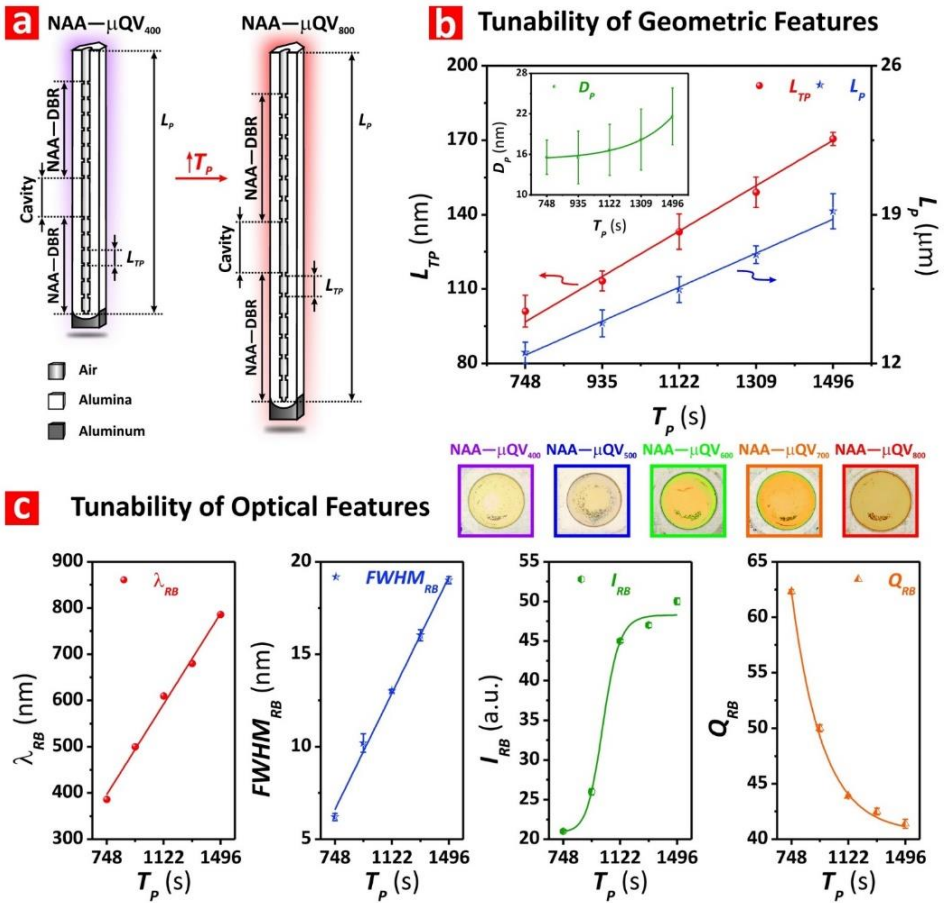 a
NAA—μQV400
NAA—μQV800
NAA—DBR
Cavity
NAA—DBR
LP
LTP
↑TP
NAA—DBR
Cavity
NAA—DBR
LP
LTP
Air
Alumina
Aluminum
b Tunability of Geometric Features
200
170
140
110
80
LTP (nm)
26
19
12
LP (μm)
748 935 1122 1309 1496
TP (s)
LTP LP
28
22
16
10
DP (nm)
DP
748 935 1122 1309 1496
TP (s)
NAA—μQV400 NAA—μQV500 NAA—μQV600 NAA—μQV700 NAA—μQV800
c Tunability of Optical Features
900
800
700
600
500
400
300
λRB (nm)
λRB
748 1122 1496
TP (s)
20
15
10
5
FWHMRB (nm)
FWHMRB
748 1122 1496
TP (s)
55
50
45
40
35
30
25
20
IRB (a.u.)
IRB
748 1122 1496
TP (s)
65
60
55
50
45
40
QRB
QRB
748 1122 1496
TP (s)